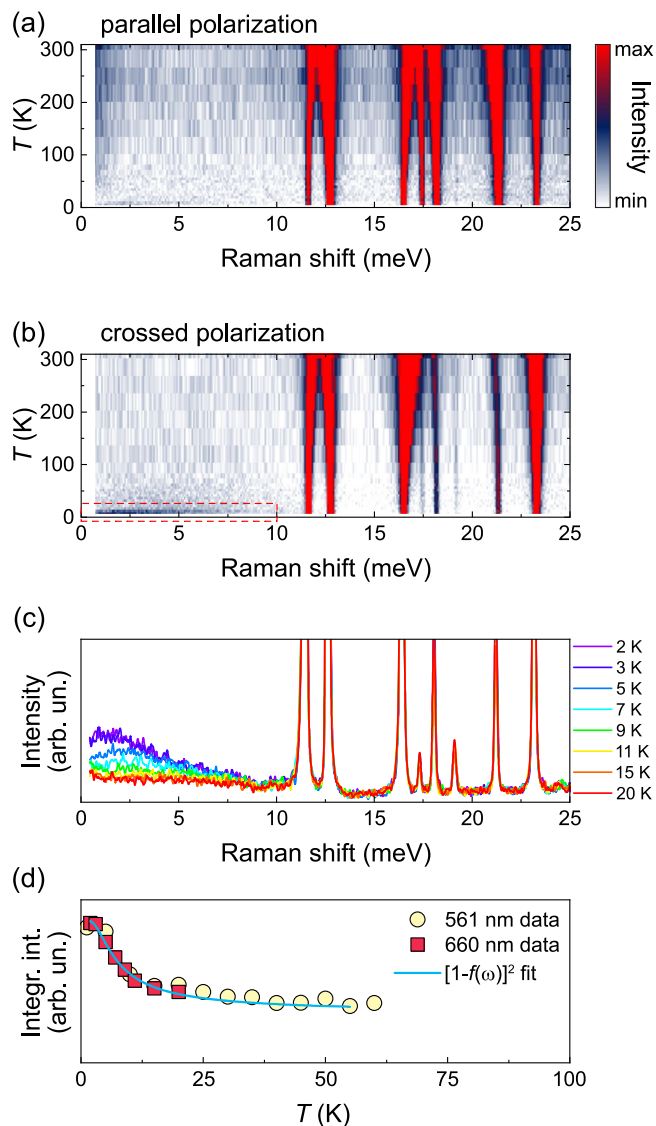 (a) parallel polarization
300
200
100
0
T (K)
0 5 10 15 20 25
Raman shift (meV)
max
Intensity
min
(b) crossed polarization
300
200
100
0
T (K)
0 5 10 15 20 25
Raman shift (meV)
(c)
Intensity
(arb. un.)
2 K
3 K
5 K
7 K
9 K
11 K
15 K
20 K
0 5 10 15 20 25
Raman shift (meV)
(d)
Integr. int.
(arb. un.)
561 nm data
660 nm data
[1-f(ω)]² fit
0 25 50 75 100
T (K)